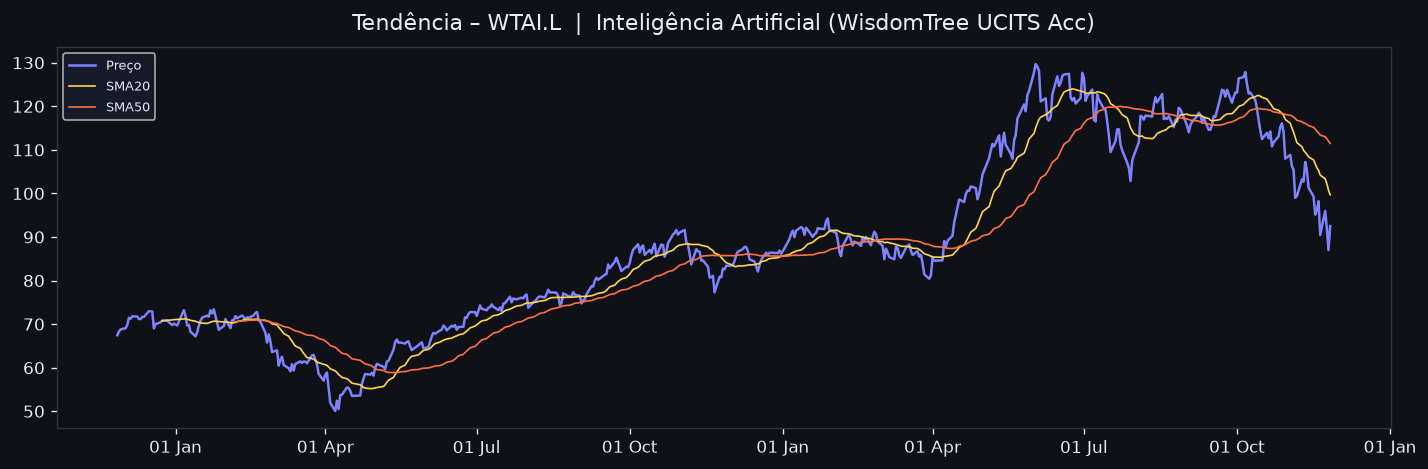 Tendência – WTAI.L | Inteligência Artificial (WisdomTree UCITS Acc)
Preço
SMA20
SMA50
130
120
110
100
90
80
70
60
50
01 Jan 01 Apr 01 Jul 01 Oct 01 Jan 01 Apr 01 Jul 01 Oct 01 Jan